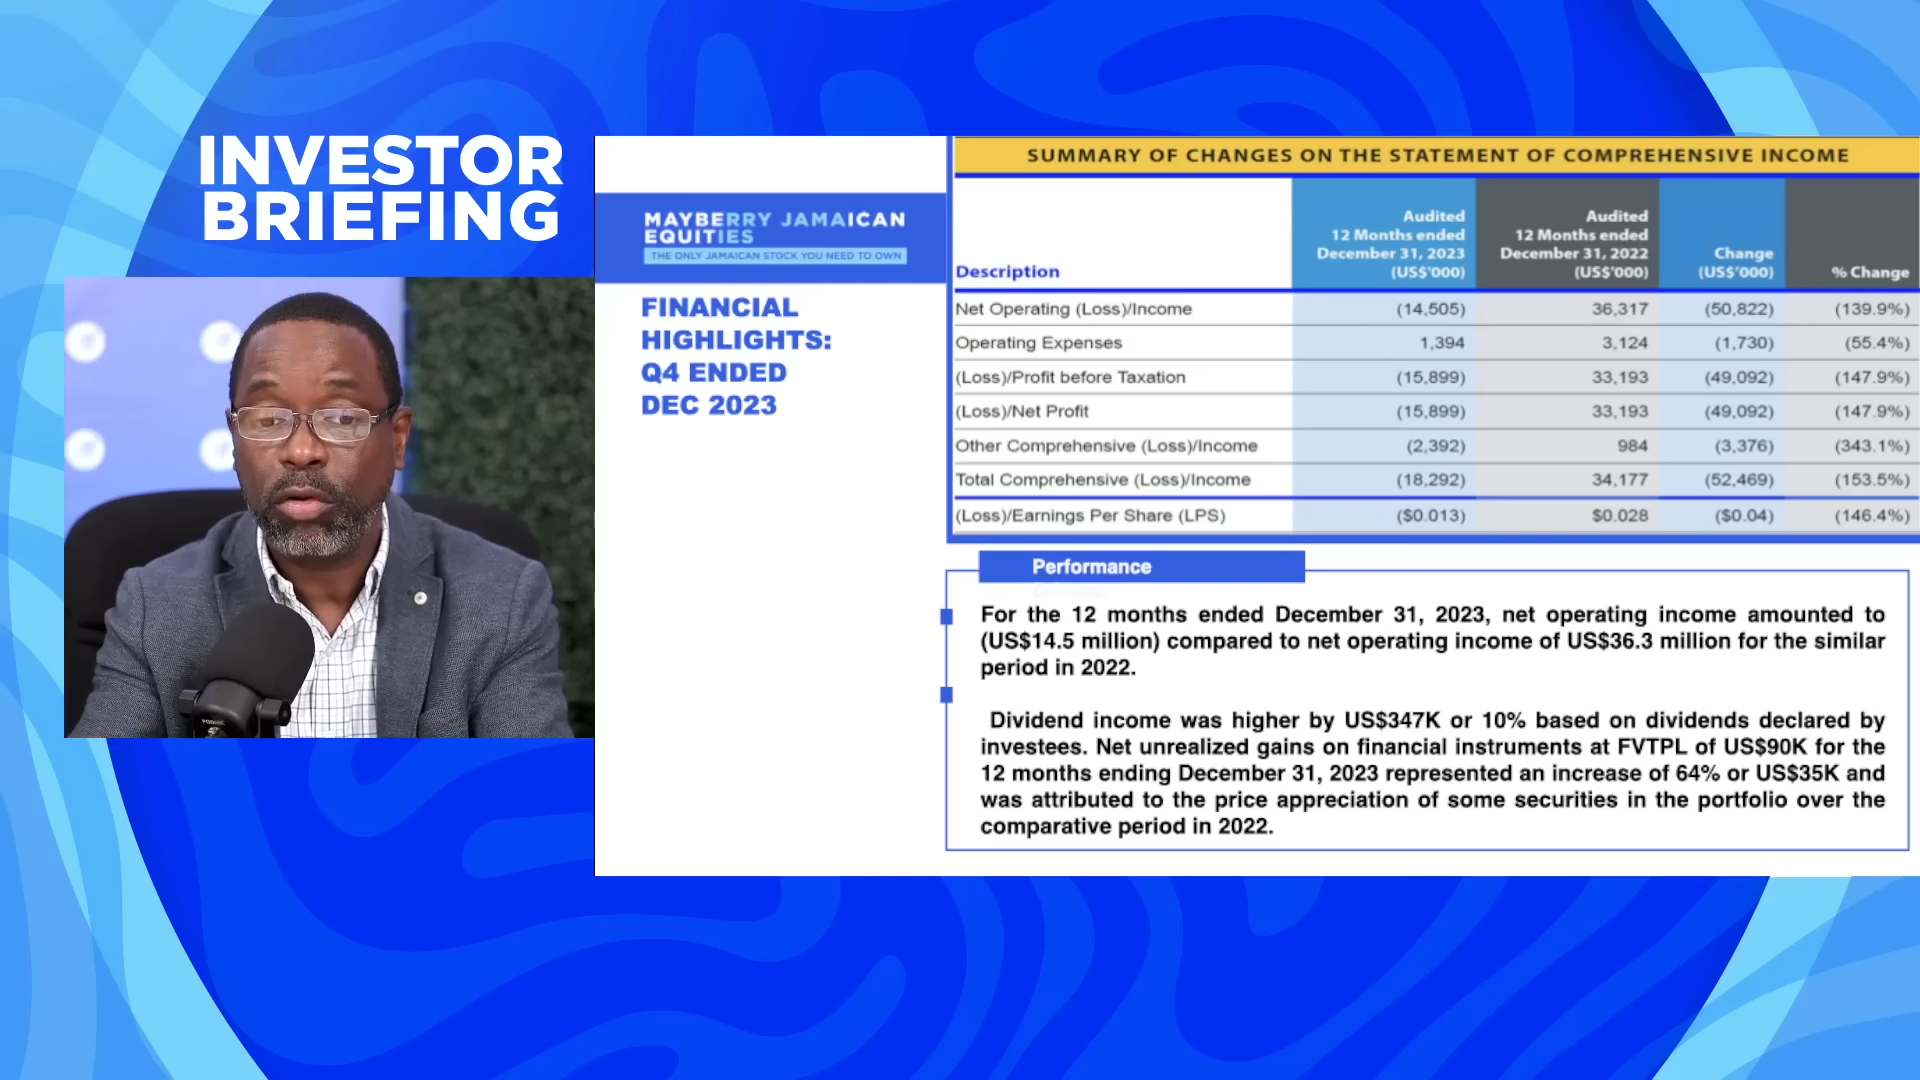 INVESTOR
BRIEFING
MAYBERRY JAMAICAN
EQUITIES
THE ONLY JAMAICAN STOCK YOU NEED TO OWN
FINANCIAL
HIGHLIGHTS:
Q4 ENDED
DEC 2023
SUMMARY OF CHANGES ON THE STATEMENT OF COMPREHENSIVE INCOME
Description
Audited
12 Months ended
December 31, 2023
(US$'000)
Audited
12 Months ended
December 31, 2022
(US$'000)
Change
(US$'000)
% Change
Net Operating (Loss)/Income (14,505) 36,317 (50,822) (139.9%)
Operating Expenses 1,394 3,124 (1,730) (55.4%)
(Loss)/Profit before Taxation (15,899) 33,193 (49,092) (147.9%)
(Loss)/Net Profit (15,899) 33,193 (49,092) (147.9%)
Other Comprehensive (Loss)/Income (2,392) 984 (3,376) (343.1%)
Total Comprehensive (Loss)/Income (18,292) 34,177 (52,469) (153.5%)
(Loss)/Earnings Per Share (LPS) ($0.013) $0.028 ($0.04) (146.4%)
Performance
For the 12 months ended December 31, 2023, net operating income amounted to
(US$14.5 million) compared to net operating income of US$36.3 million for the similar
period in 2022.
Dividend income was higher by US$347K or 10% based on dividends declared by
investees. Net unrealized gains on financial instruments at FVTPL of US$90K for the
12 months ending December 31, 2023 represented an increase of 64% or US$35K and
was attributed to the price appreciation of some securities in the portfolio over the
comparative period in 2022.